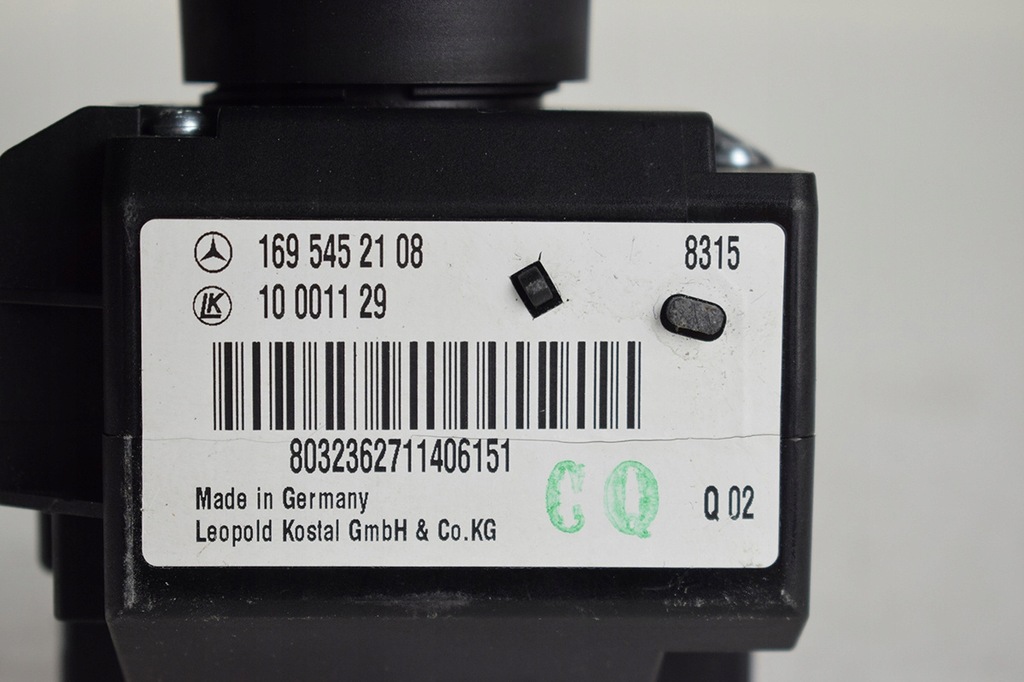 169 545 21 08 8315
LK 10 0011 29
8032362711406151
CQ
Made in Germany Q 02
Leopold Kostal GmbH & Co.KG